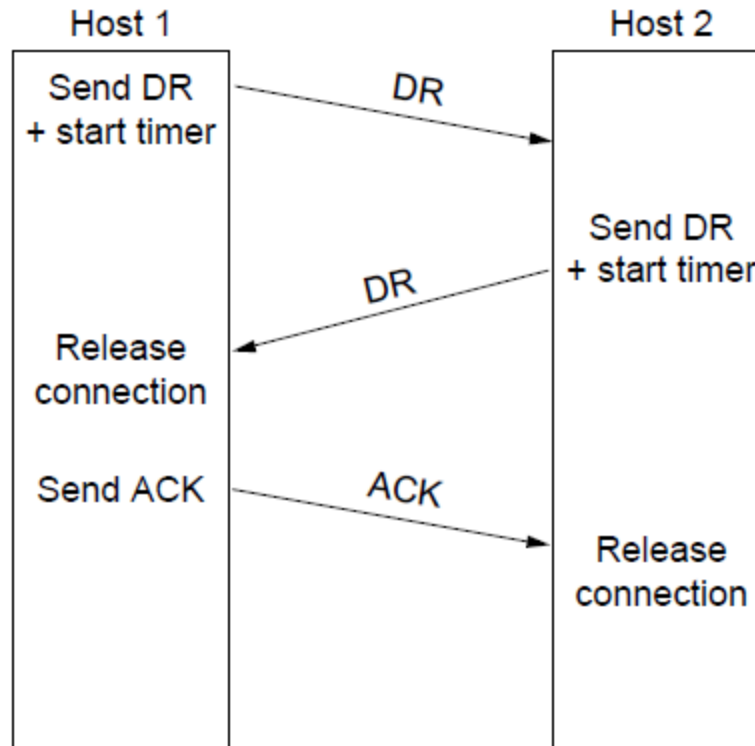 Host 1
Host 2
Send DR
+ start timer
DR
Send DR
+ start timer
DR
Release
connection
Send ACK
ACK
Release
connection